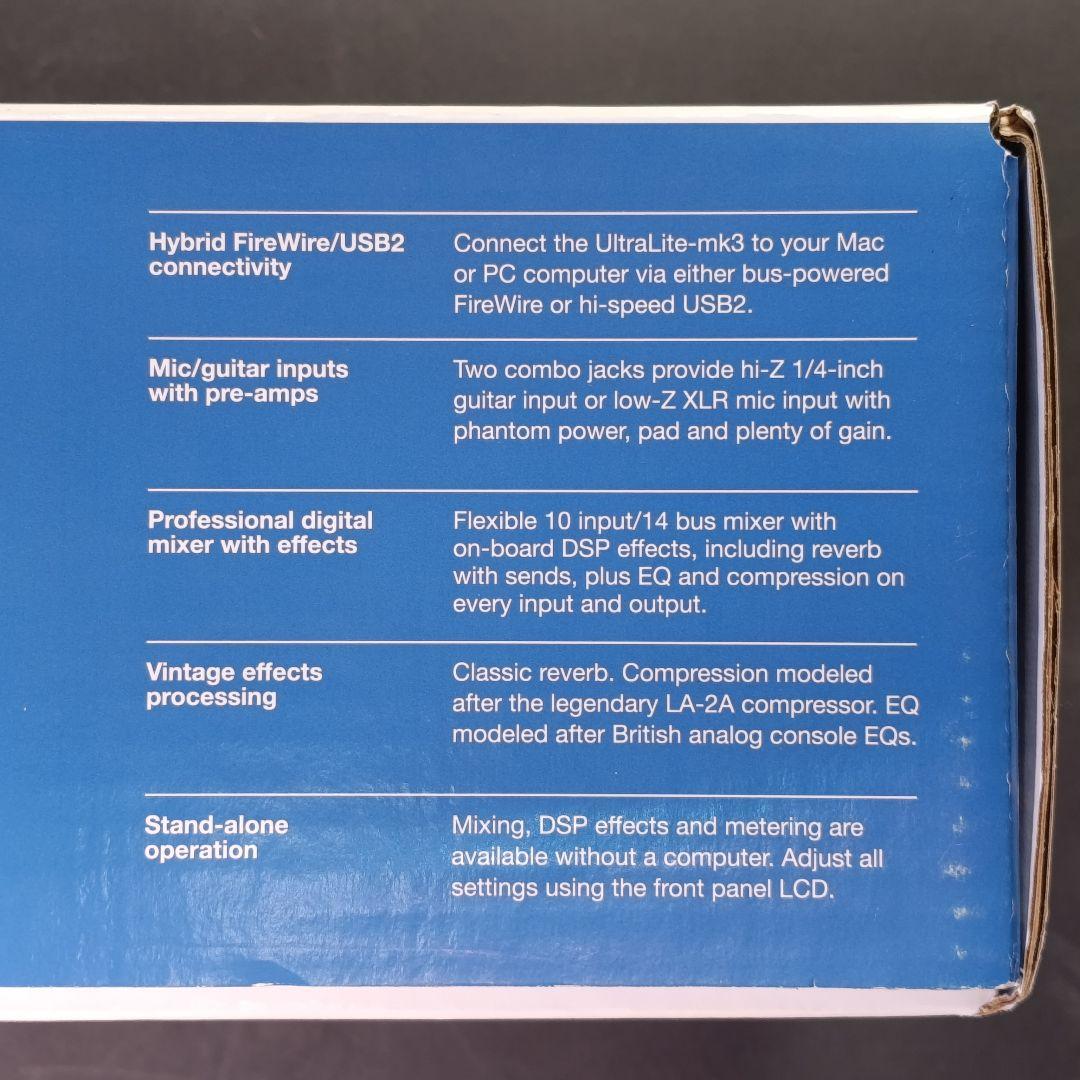 Hybrid FireWire/USB2
connectivity
Connect the UltraLite-mk3 to your Mac
or PC computer via either bus-powered
FireWire or hi-speed USB2.
Mic/guitar inputs
with pre-amps
Two combo jacks provide hi-Z 1/4-inch
guitar input or low-Z XLR mic input with
phantom power, pad and plenty of gain.
Professional digital
mixer with effects
Flexible 10 input/14 bus mixer with
on-board DSP effects, including reverb
with sends, plus EQ and compression on
every input and output.
Vintage effects
processing
Classic reverb. Compression modeled
after the legendary LA-2A compressor. EQ
modeled after British analog console EQs.
Stand-alone
operation
Mixing, DSP effects and metering are
available without a computer. Adjust all
settings using the front panel LCD.